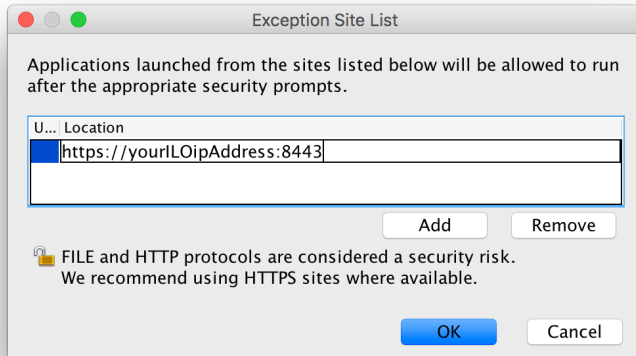 Exception Site List
Applications launched from the sites listed below will be allowed to run
after the appropriate security prompts.
U... Location
https://yourILOipAddress:8443
Add Remove
FILE and HTTP protocols are considered a security risk.
We recommend using HTTPS sites where available.
OK Cancel